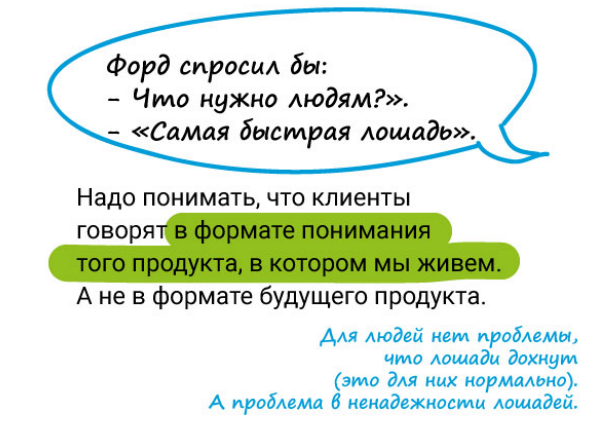 Форд спросил бы:
- Что нужно людям?».
- «Самая быстрая лошадь».
Надо понимать, что клиенты
говорят в формате понимания
того продукта, в котором мы живем.
А не в формате будущего продукта.
Для людей нет проблемы,
что лошади дохнут
(это для них нормально).
А проблема в ненадежности лошадей.